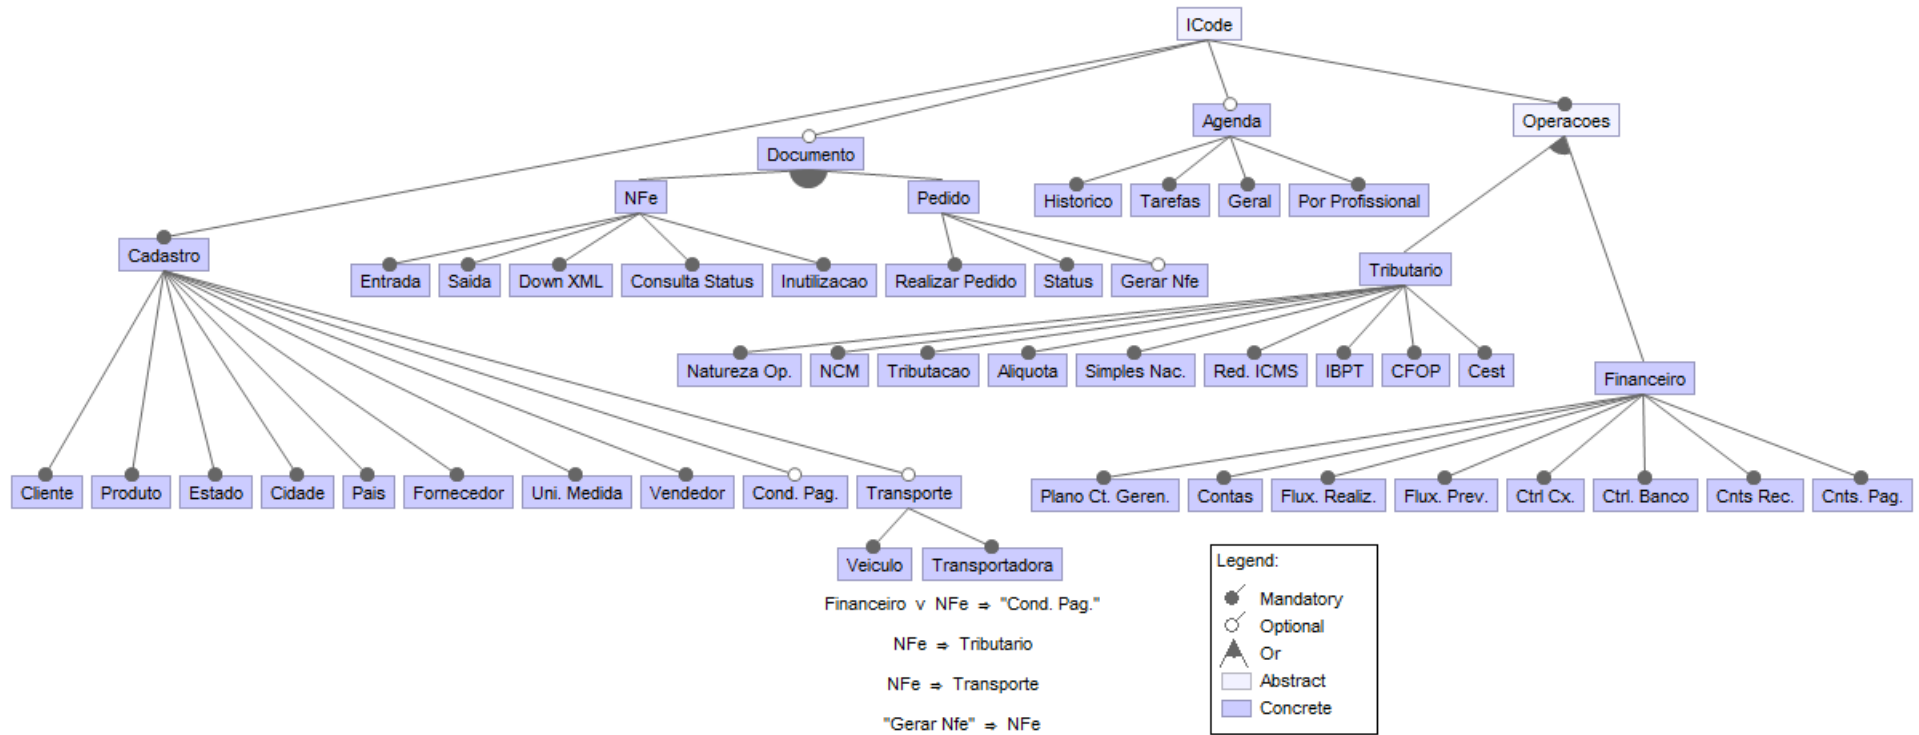 ICode
Agenda
Operacoes
Documento
NFe
Pedido
Historico
Tarefas
Geral
Por Profissional
Cadastro
Entrada
Saida
Down XML
Consulta Status
Inutilizacao
Realizar Pedido
Status
Gerar Nfe
Tributario
Natureza Op.
NCM
Tributacao
Aliquota
Simples Nac.
Red. ICMS
IBPT
CFOP
Cest
Financeiro
Cliente
Produto
Estado
Cidade
Pais
Fornecedor
Uni. Medida
Vendedor
Cond. Pag.
Transporte
Plano Ct. Geren.
Contas
Flux. Realiz.
Flux. Prev.
Ctrl Cx.
Ctrl. Banco
Cnts Rec.
Cnts. Pag.
Veiculo
Transportadora
Financeiro v NFe ⇒ "Cond. Pag."
NFe ⇒ Tributario
NFe ⇒ Transporte
"Gerar Nfe" ⇒ NFe
Legend:
Mandatory
Optional
Or
Abstract
Concrete